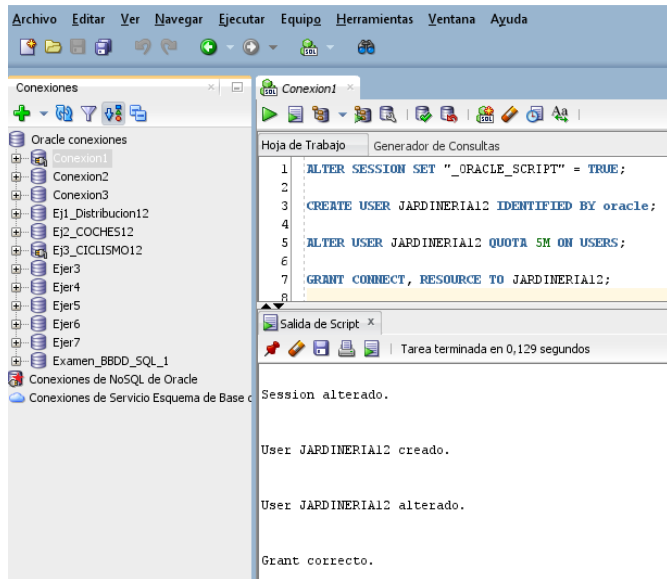 Archivo Editar Ver Navegar Ejecutar Equipo Herramientas Ventana Ayuda
Conexiones
Oracle conexiones
Conexion1
Conexion2
Conexion3
Ej1_Distribucion12
Ej2_COCHES12
Ej3_CICLISMO12
Ejer3
Ejer4
Ejer5
Ejer6
Ejer7
Examen_BBDD_SQL_1
Conexiones de NoSQL de Oracle
Conexiones de Servicio Esquema de Base
Conexion1
Hoja de Trabajo Generador de Consultas
1 ALTER SESSION SET "_ORACLE_SCRIPT" = TRUE;
2
3 CREATE USER JARDINERIA12 IDENTIFIED BY oracle;
4
5 ALTER USER JARDINERIA12 QUOTA 5M ON USERS;
6
7 GRANT CONNECT, RESOURCE TO JARDINERIA12;
8
Salida de Script
Tarea terminada en 0,129 segundos
Session alterado.
User JARDINERIA12 creado.
User JARDINERIA12 alterado.
Grant correcto.